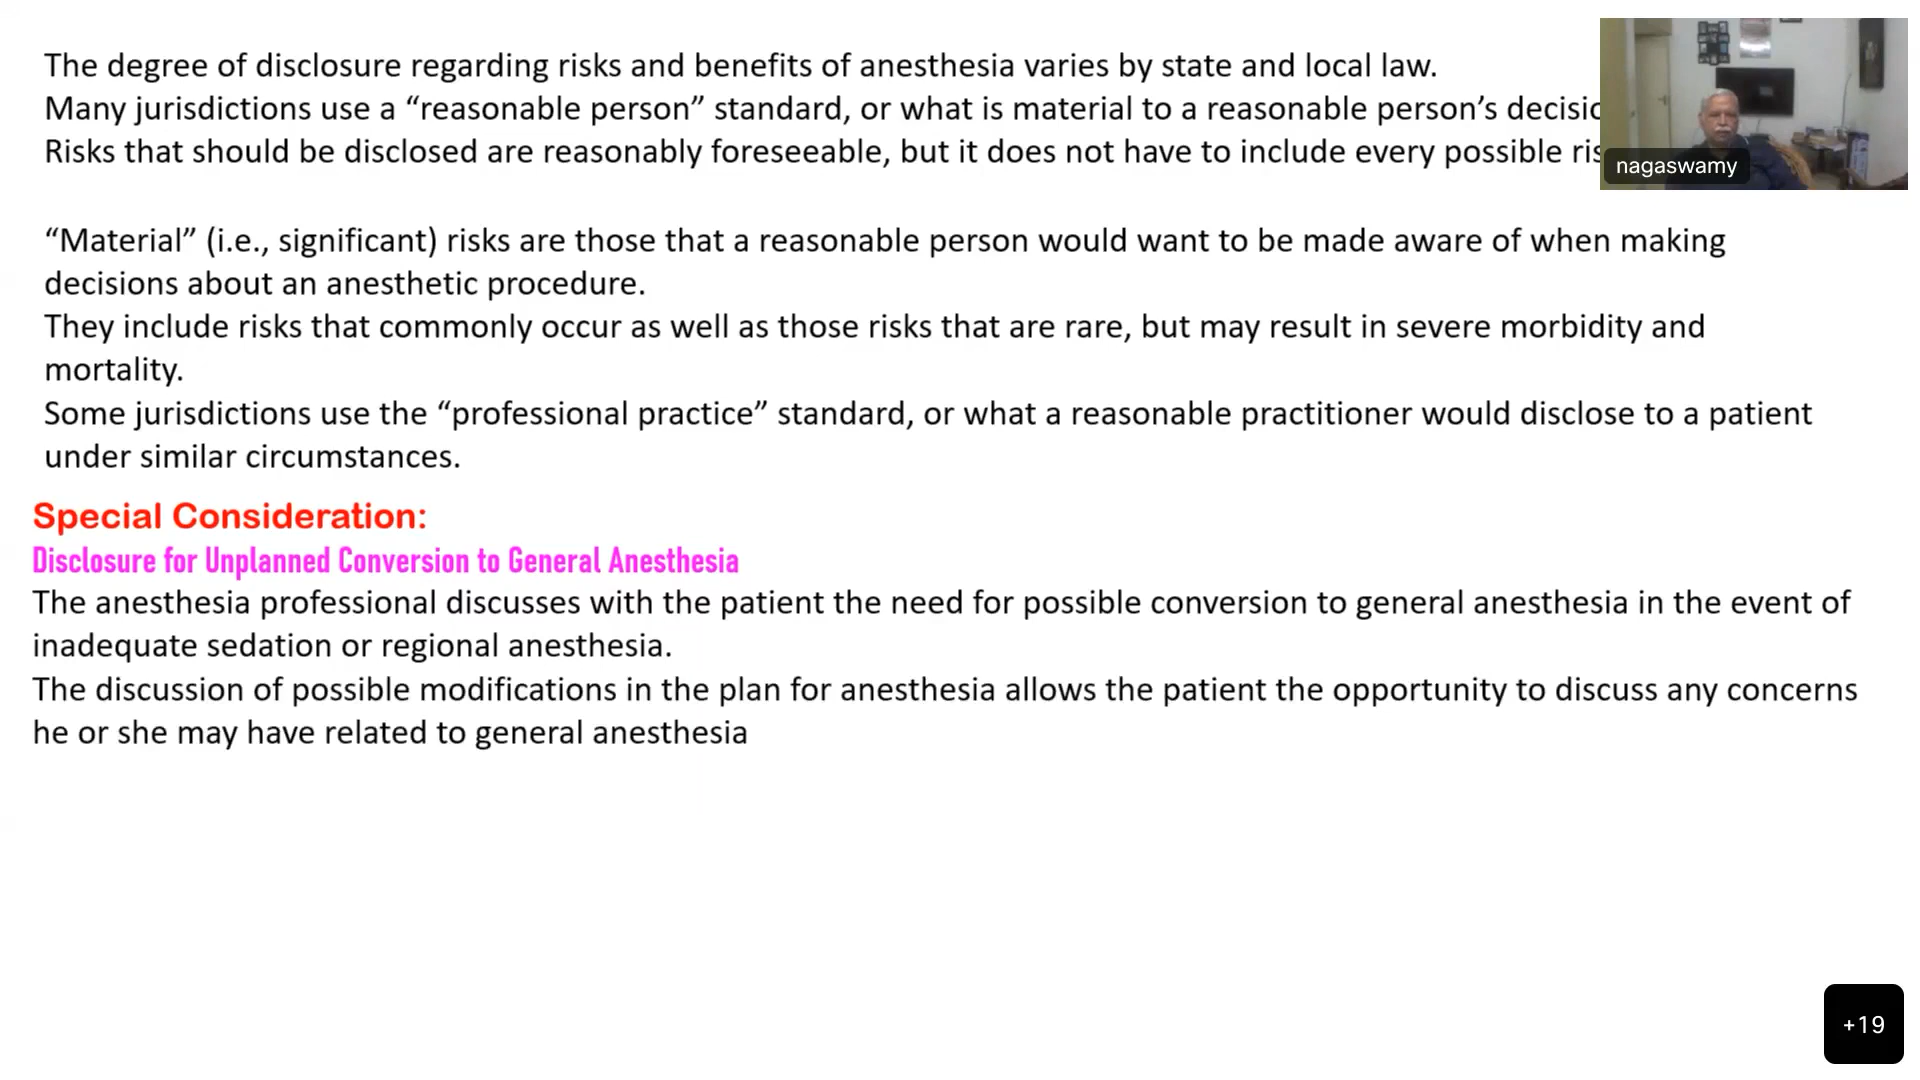 The degree of disclosure regarding risks and benefits of anesthesia varies by state and local law.
Many jurisdictions use a “reasonable person” standard, or what is material to a reasonable person’s
Risks that should be disclosed are reasonably foreseeable, but it does not have to include every possible
nagaswamy
“Material” (i.e., significant) risks are those that a reasonable person would want to be made aware of when making
decisions about an anesthetic procedure.
They include risks that commonly occur as well as those risks that are rare, but may result in severe morbidity and
mortality.
Some jurisdictions use the “professional practice” standard, or what a reasonable practitioner would disclose to a patient
under similar circumstances.
Special Consideration:
Disclosure for Unplanned Conversion to General Anesthesia
The anesthesia professional discusses with the patient the need for possible conversion to general anesthesia in the event of
inadequate sedation or regional anesthesia.
The discussion of possible modifications in the plan for anesthesia allows the patient the opportunity to discuss any concerns
he or she may have related to general anesthesia
+19